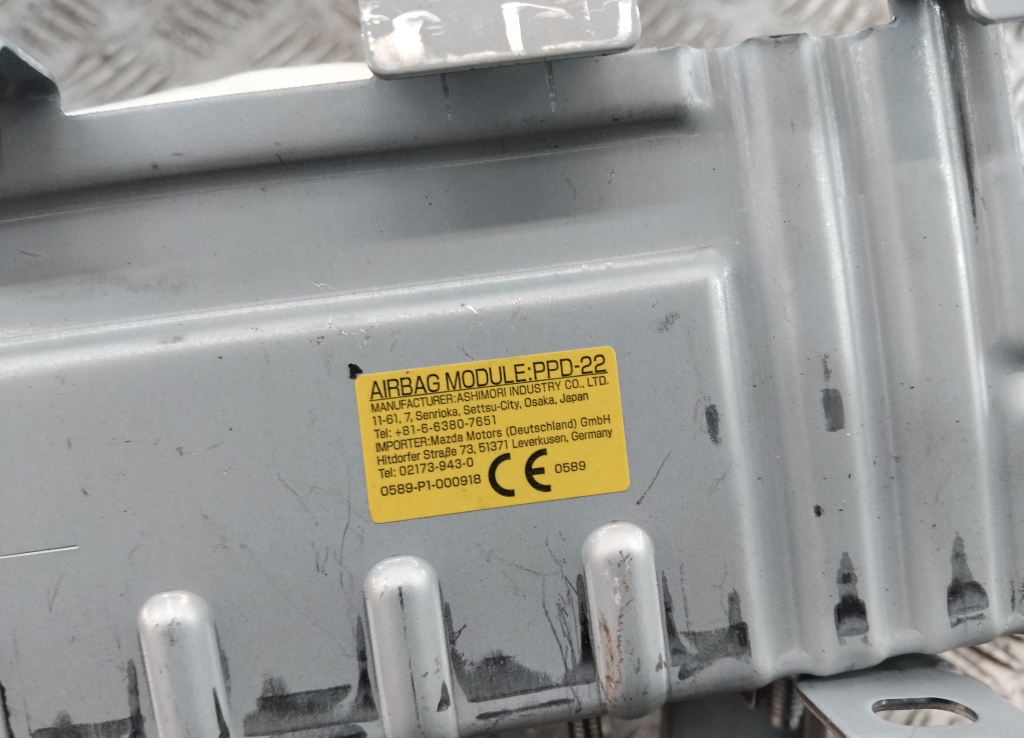 AIRBAG MODULE:PPD-22
MANUFACTURER:ASHIMORI INDUSTRY CO., LTD.
11-61, 7, Senrioka, Settsu-City, Osaka, Japan
Tel: +81-6-6380-7651
IMPORTER:Mazda Motors (Deutschland) GmbH
Hitdorfer Straße 73, 51371 Leverkusen, Germany
Tel: 02173-943-0
0589-P1-000918 CE 0589